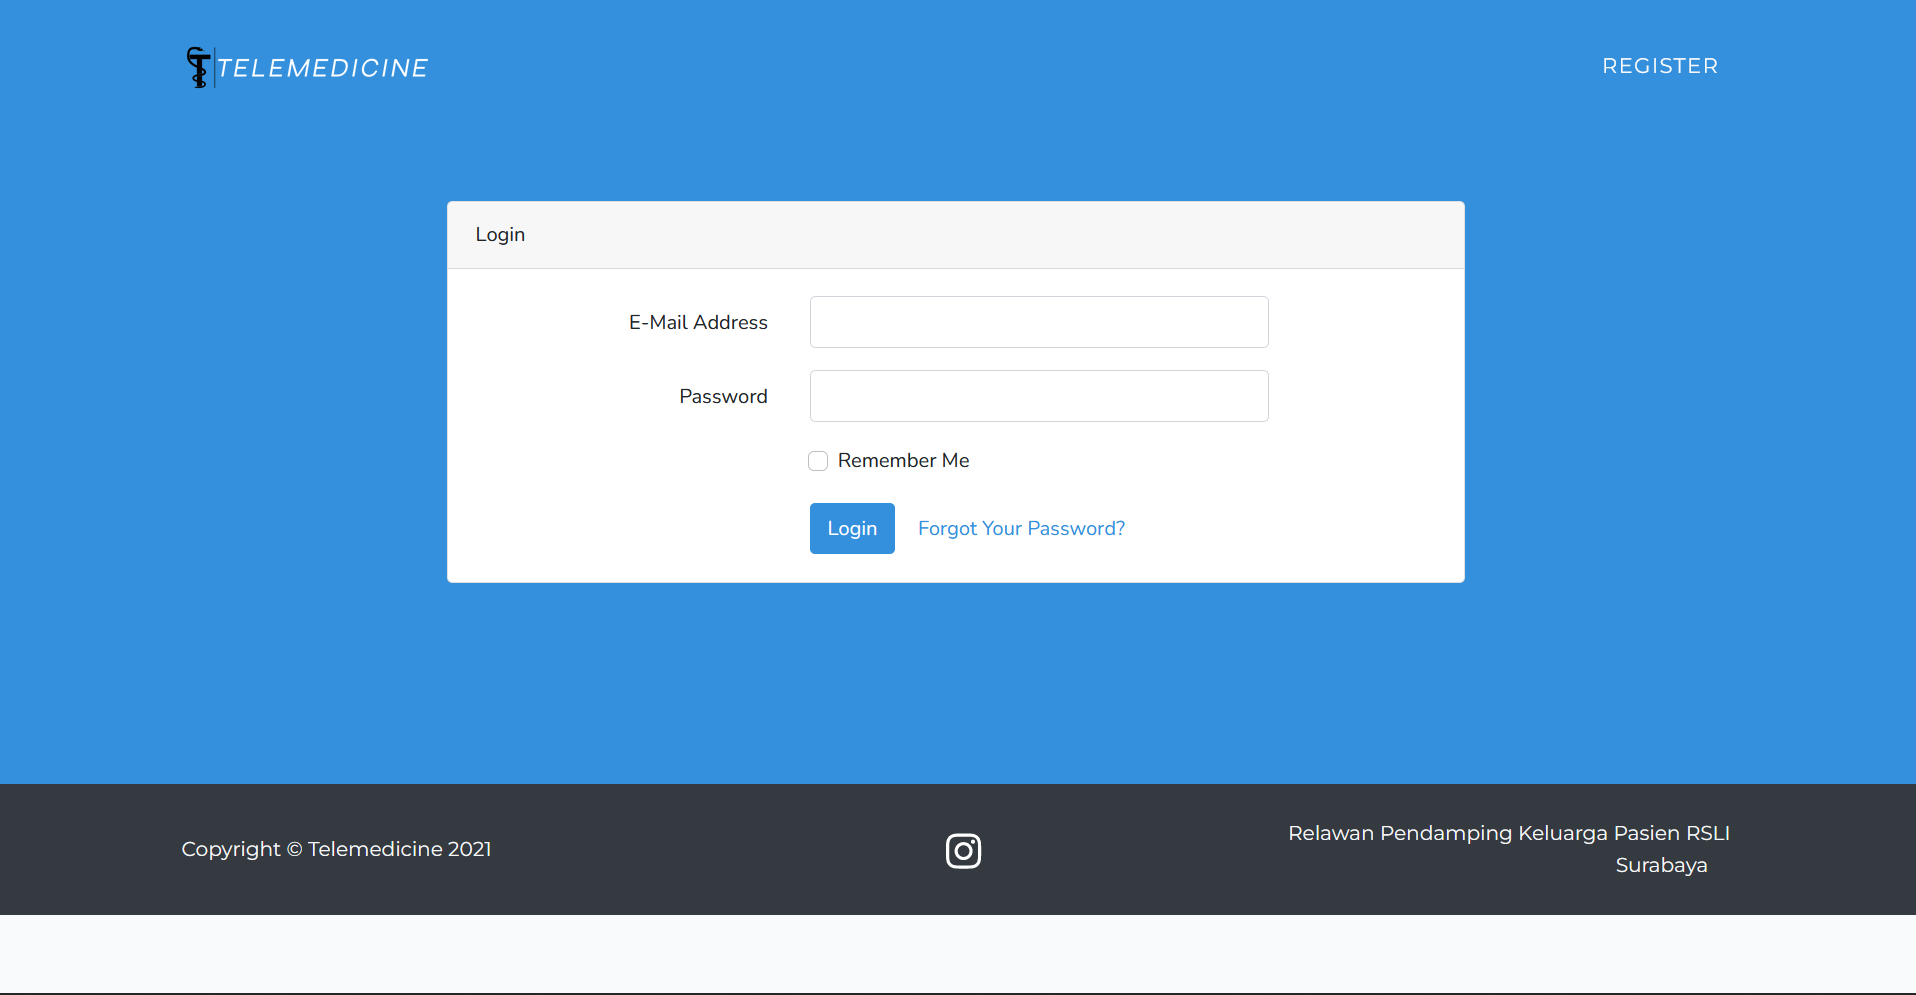 TELEMEDICINE
REGISTER
Login
E-Mail Address
Password
Remember Me
Login
Forgot Your Password?
Copyright © Telemedicine 2021
Relawan Pendamping Keluarga Pasien RSLI
Surabaya